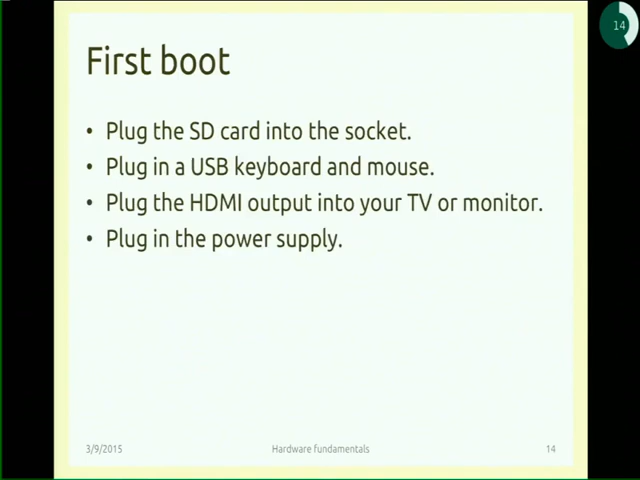 14
First boot
• Plug the SD card into the socket.
• Plug in a USB keyboard and mouse.
• Plug the HDMI output into your TV or monitor.
• Plug in the power supply.
3/9/2015 Hardware fundamentals 14